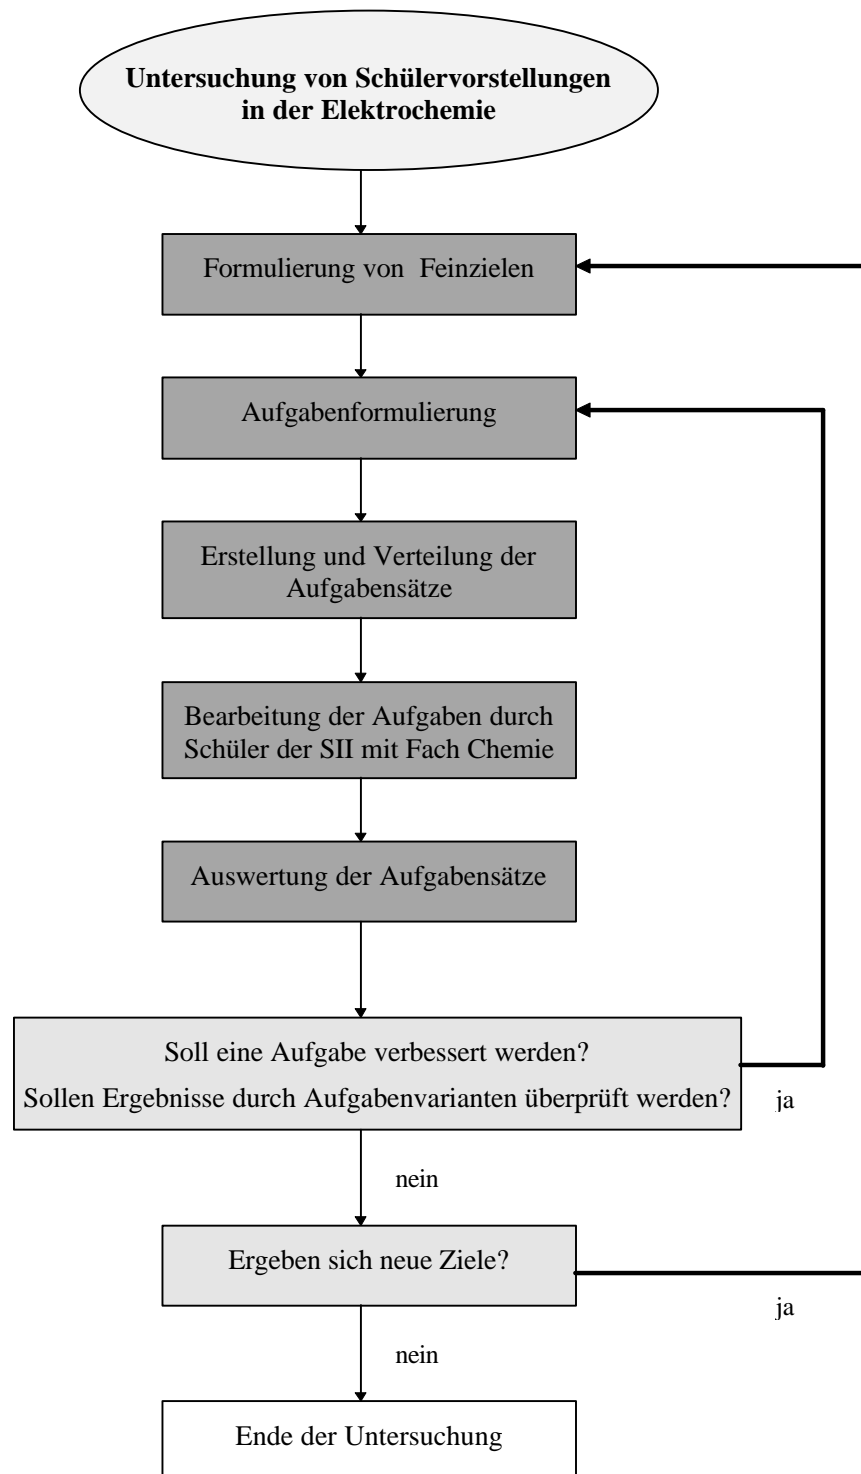 Untersuchung von Schülervorstellungen
in der Elektrochemie
Formulierung von Feinzielen
Aufgabenformulierung
Erstellung und Verteilung der
Aufgabensätze
Bearbeitung der Aufgaben durch
Schüler der SII mit Fach Chemie
Auswertung der Aufgabensätze
Soll eine Aufgabe verbessert werden?
Sollen Ergebnisse durch Aufgabenvarianten überprüft werden?
ja
nein
Ergeben sich neue Ziele?
ja
nein
Ende der Untersuchung